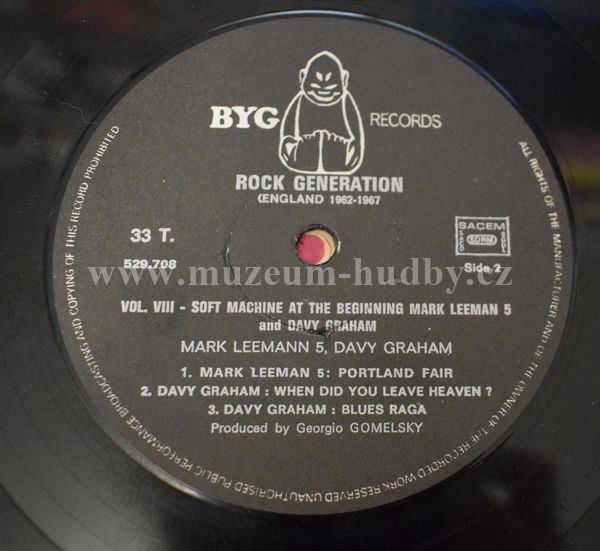 BYG RECORDS
ROCK GENERATION
(ENGLAND 1962-1967
33 T.
529.708
SACEM
SACD SDRM SGDL
Side 2
www.muzeum-hudby.cz
VOL. VIII - SOFT MACHINE AT THE BEGINNING MARK LEEMAN 5
and DAVY GRAHAM
MARK LEEMANN 5, DAVY GRAHAM
1. MARK LEEMAN 5: PORTLAND FAIR
2. DAVY GRAHAM : WHEN DID YOU LEAVE HEAVEN ?
3. DAVY GRAHAM : BLUES RAGA
Produced by Georgio GOMELSKY
ALL RIGHTS OF THE MANUFACTURER AND OF THE OWNER OF THE RECORDED WORK RESERVED UNAUTHORISED PUBLIC PERFORMANCE BROADCASTING AND COPYING OF THIS RECORD PROHIBITED